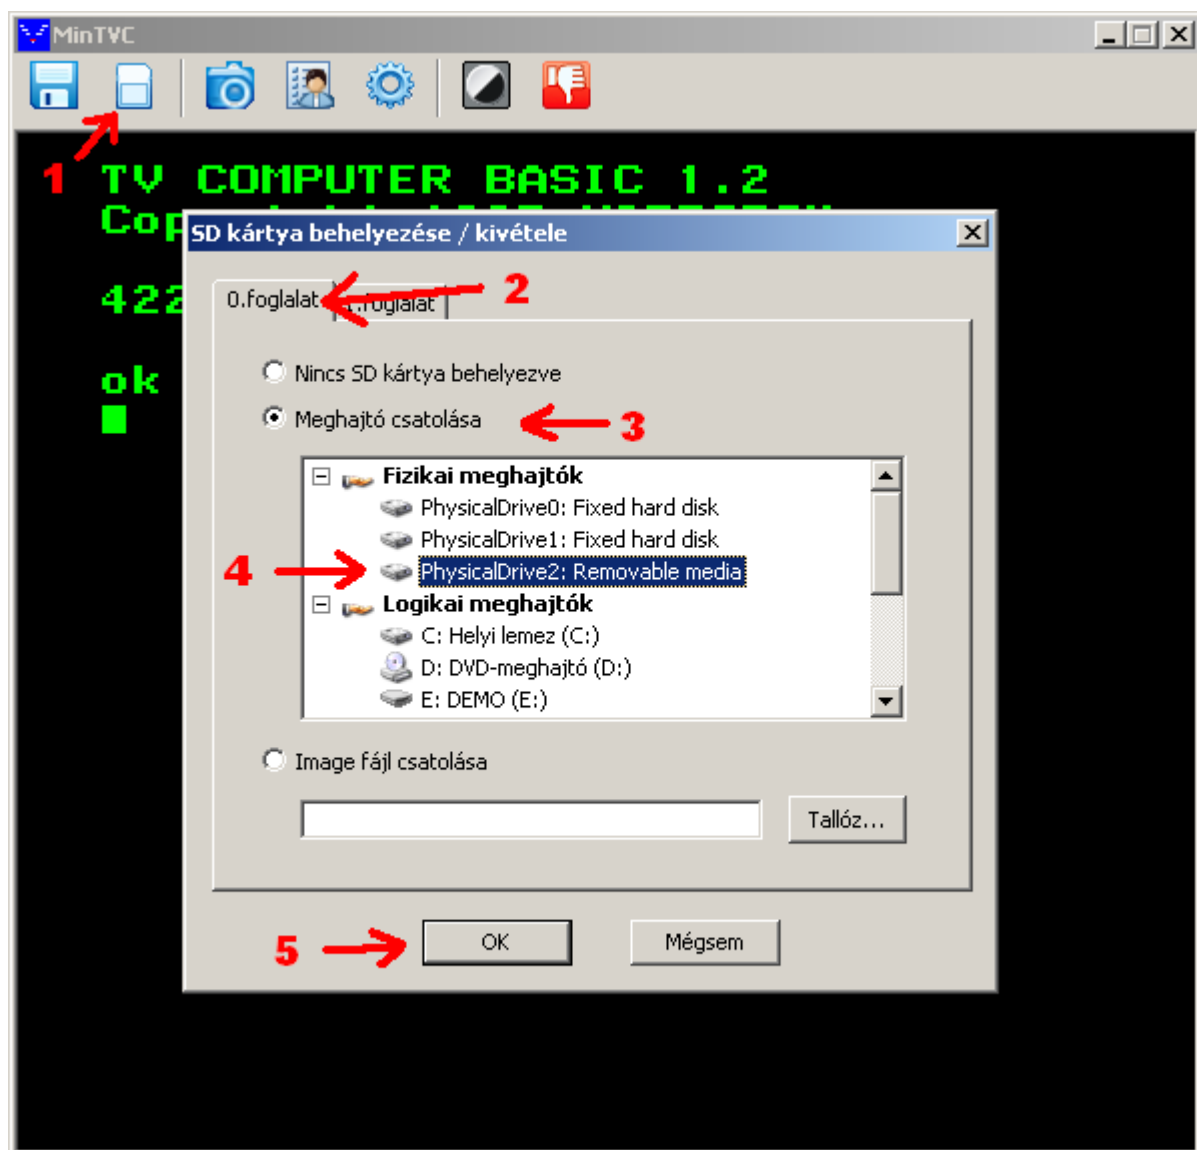 MinTVC
1 TV COMPUTER BASIC 1.2
Cop
SD kártya behelyezése / kivétele
422
0.foglalat
foglalat
2
ok
Nincs SD kártya behelyezve
Meghajtó csatolása
3
Fizikai meghajtók
PhysicalDrive0: Fixed hard disk
PhysicalDrive1: Fixed hard disk
4
PhysicalDrive2: Removable media
Logikai meghajtók
C: Helyi lemez (C:)
D: DVD-meghajtó (D:)
E: DEMO (E:)
Image fájl csatolása
Tallóz...
5
OK
Mégsem